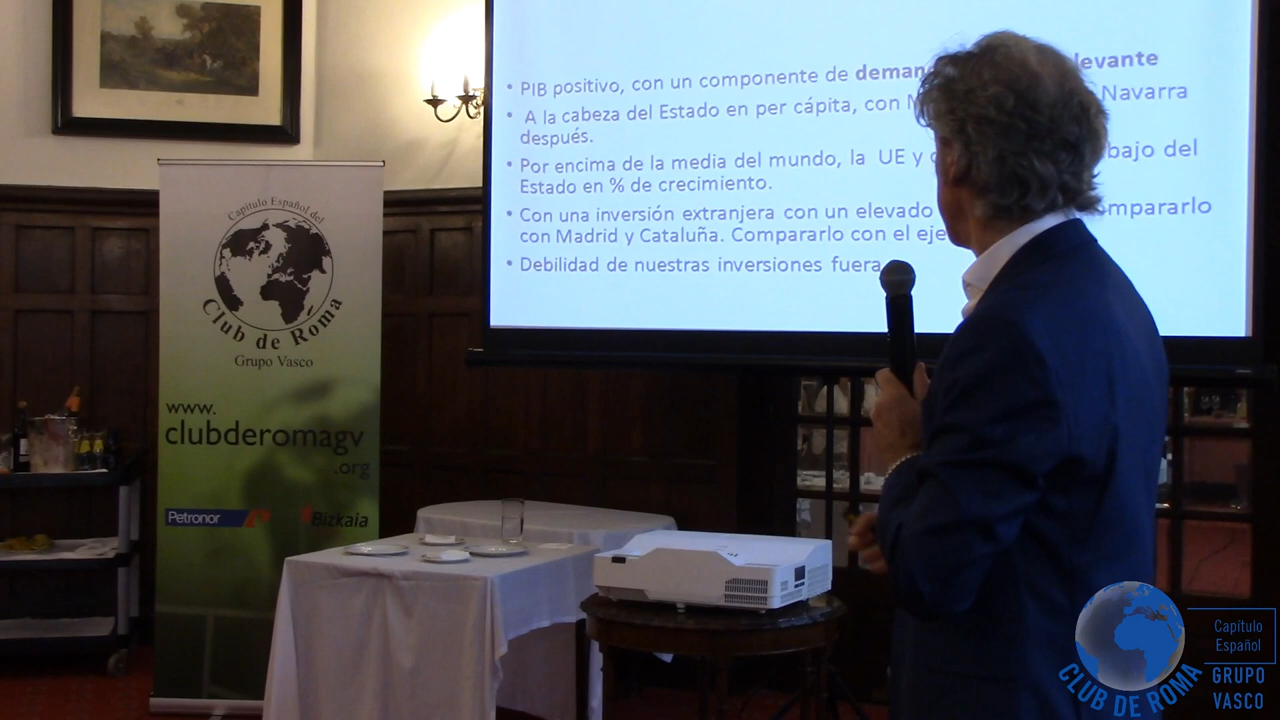 PIB positivo, con un componente de deman levante
A la cabeza del Estado en per cápita, con Navarra
después.
Por encima de la media del mundo, la UE y bajo del
Estado en % de crecimiento.
Con una inversión extranjera con un elevado mpararlo
con Madrid y Cataluña. Compararlo con el eje
Debilidad de nuestras inversiones fuera
Capítulo Español del
Club de Roma
Grupo Vasco
www.
clubderomagv
.org
Petronor
Bizkaia
CLUB DE ROMA
Capítulo
Español
GRUPO
VASCO